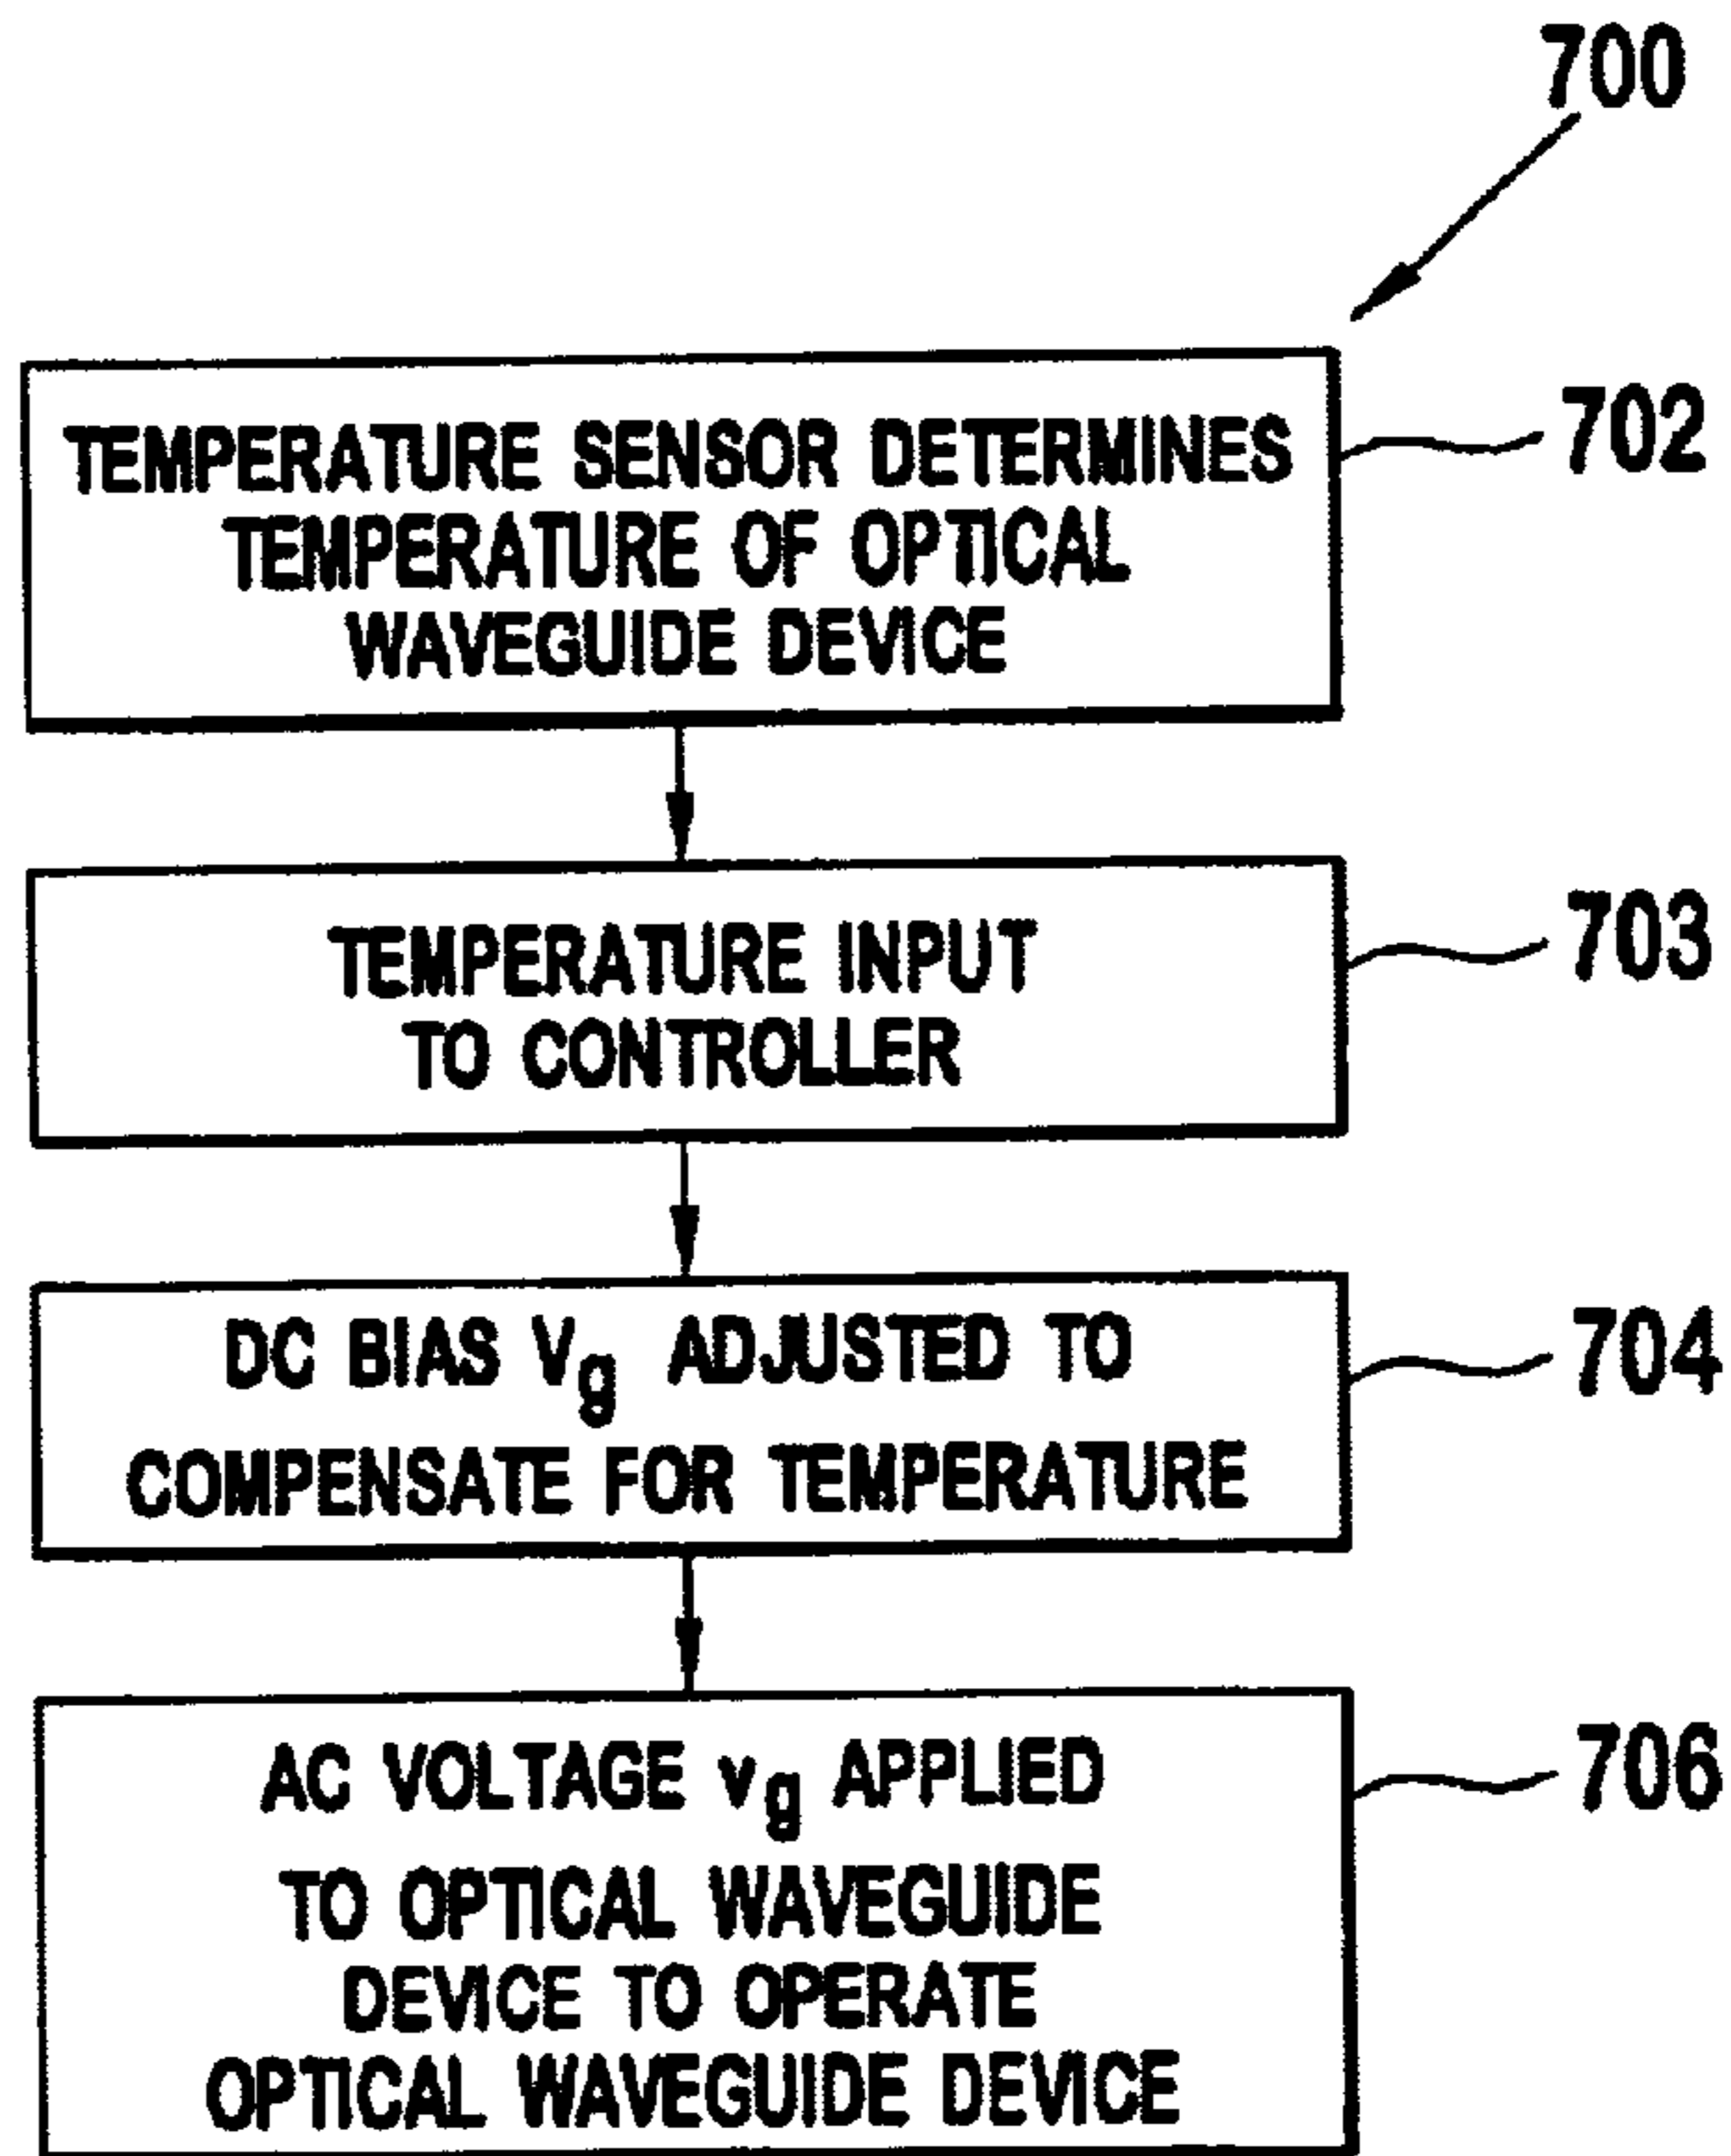 700
TEMPERATURE SENSOR DETERMINES
TEMPERATURE OF OPTICAL
WAVEGUIDE DEVICE
702
TEMPERATURE INPUT
TO CONTROLLER
703
DC BIAS Vg ADJUSTED TO
COMPENSATE FOR TEMPERATURE
704
AC VOLTAGE vg APPLIED
TO OPTICAL WAVEGUIDE
DEVICE TO OPERATE
OPTICAL WAVEGUIDE DEVICE
706